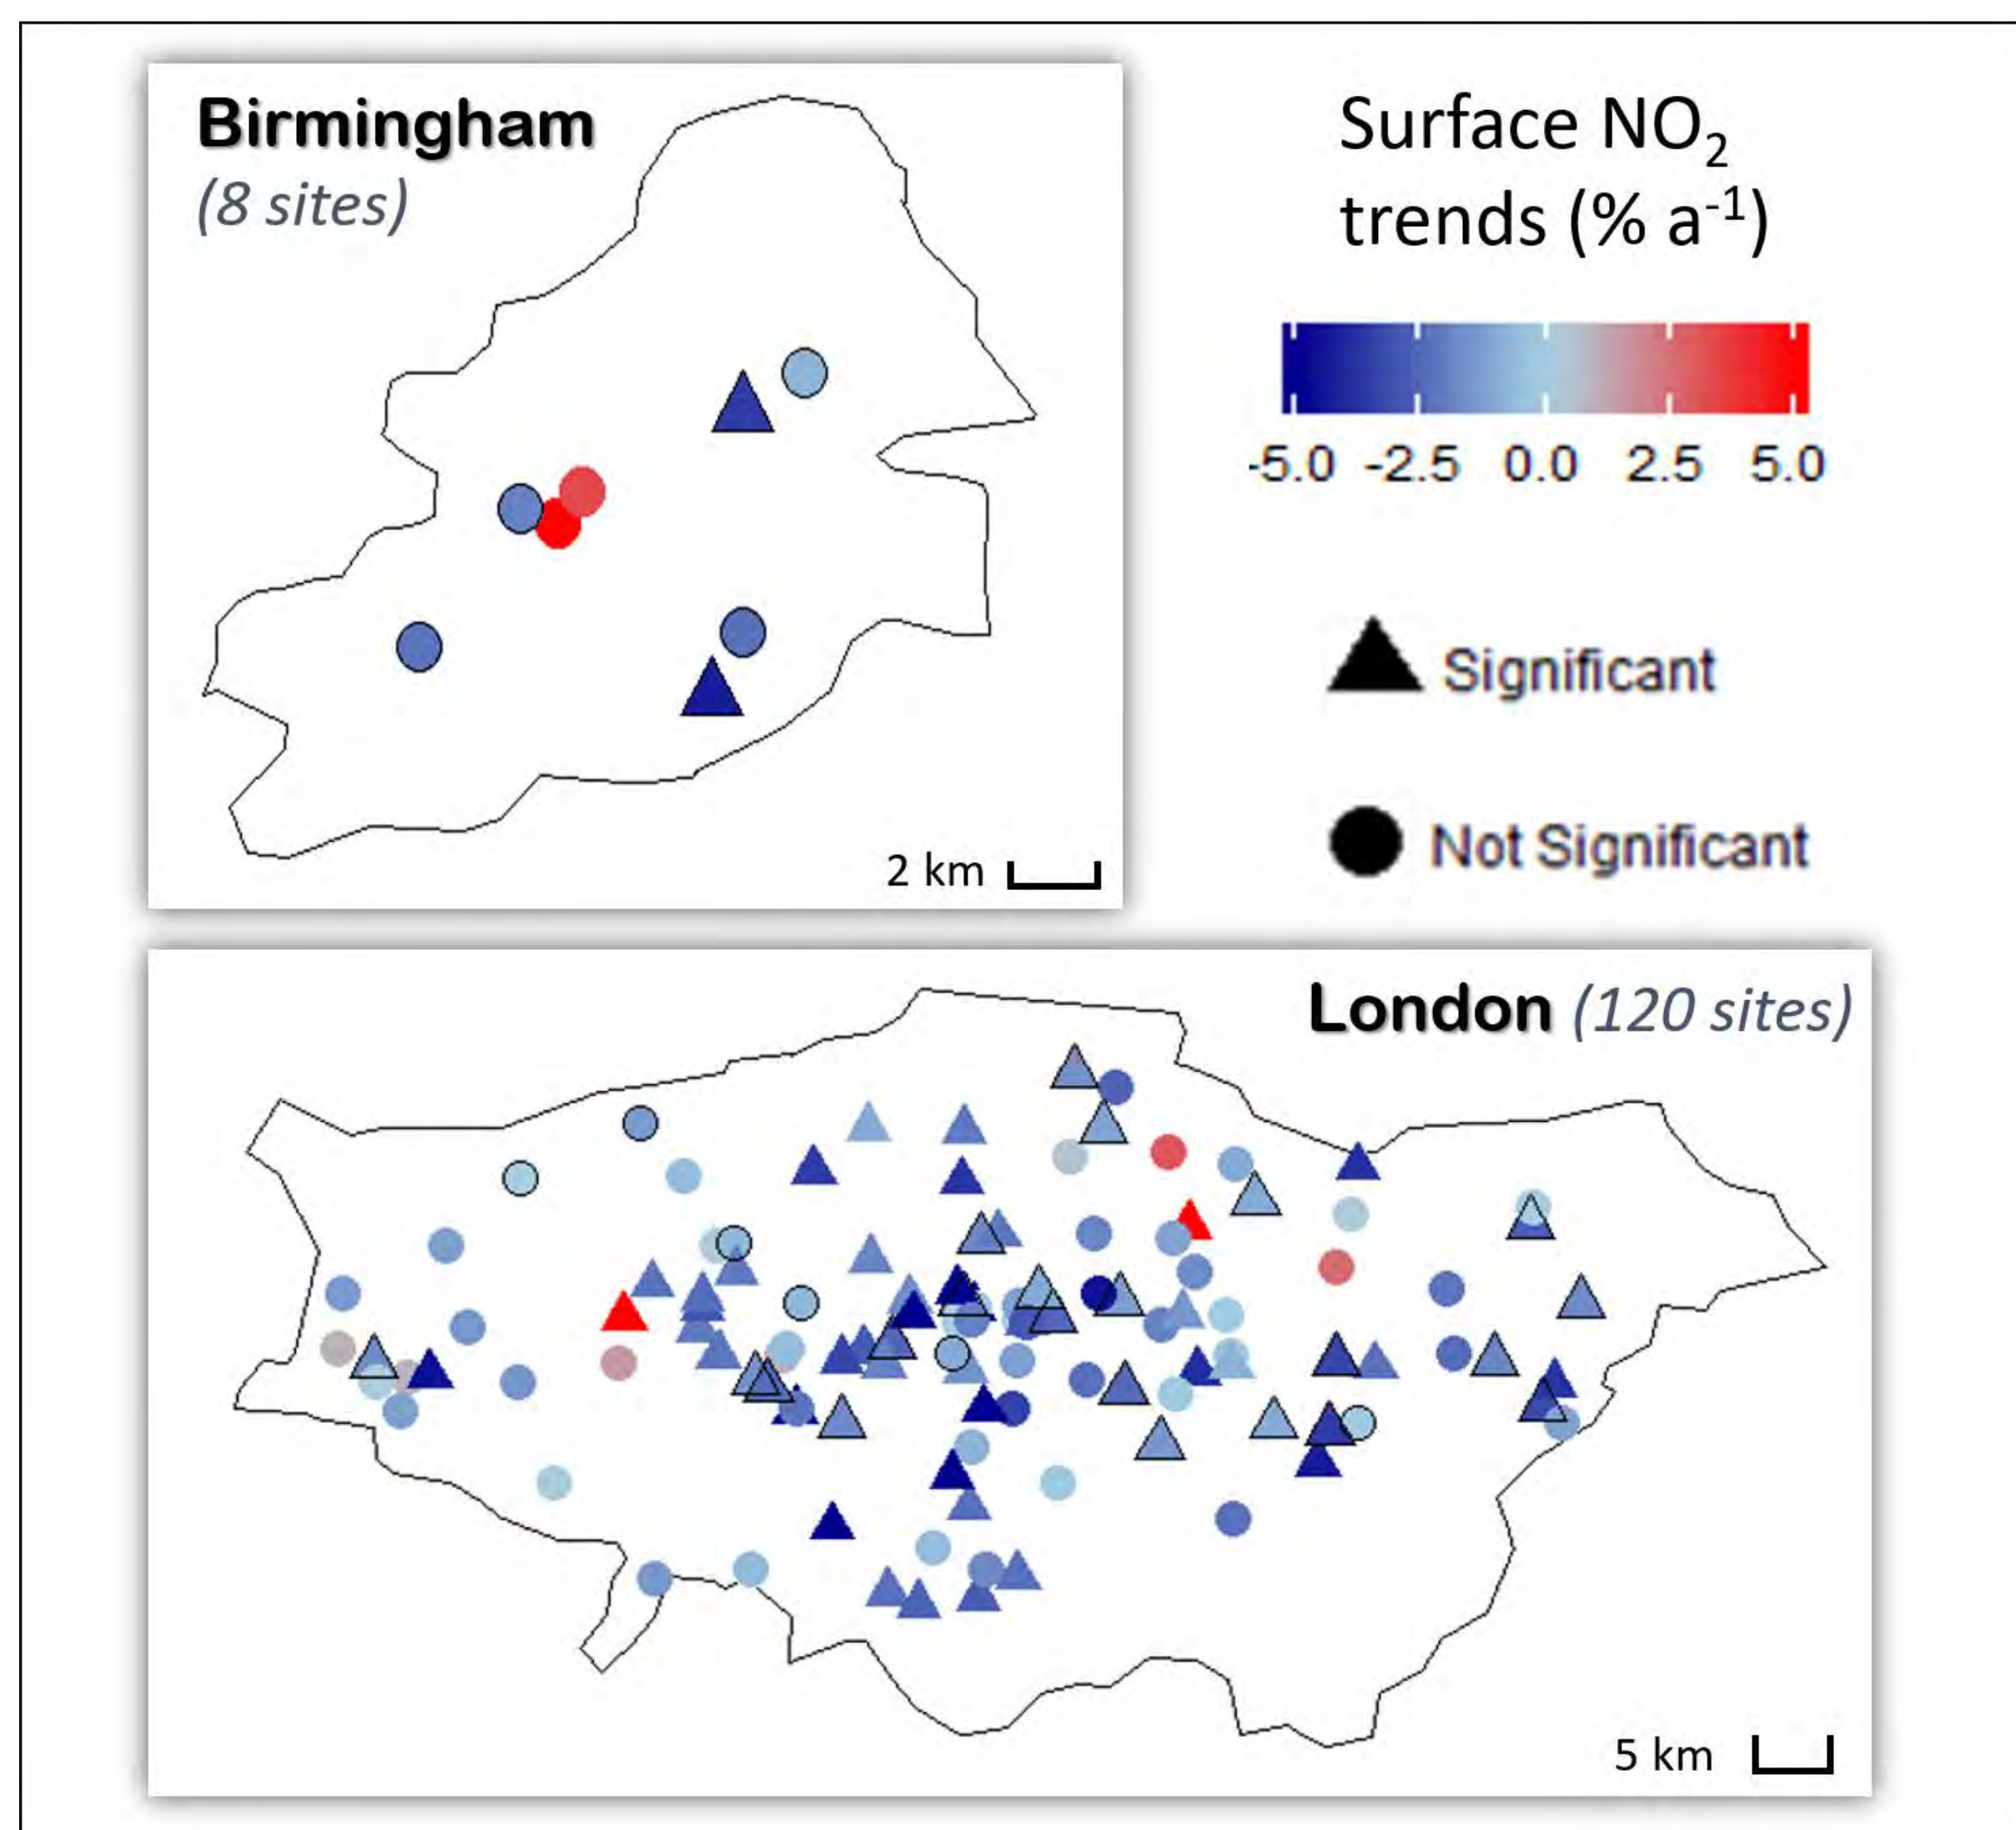 Birmingham
(8 sites)
2 km
Surface NO₂
trends (% a⁻¹)
-5.0 -2.5 0.0 2.5 5.0
Significant
Not Significant
London (120 sites)
5 km